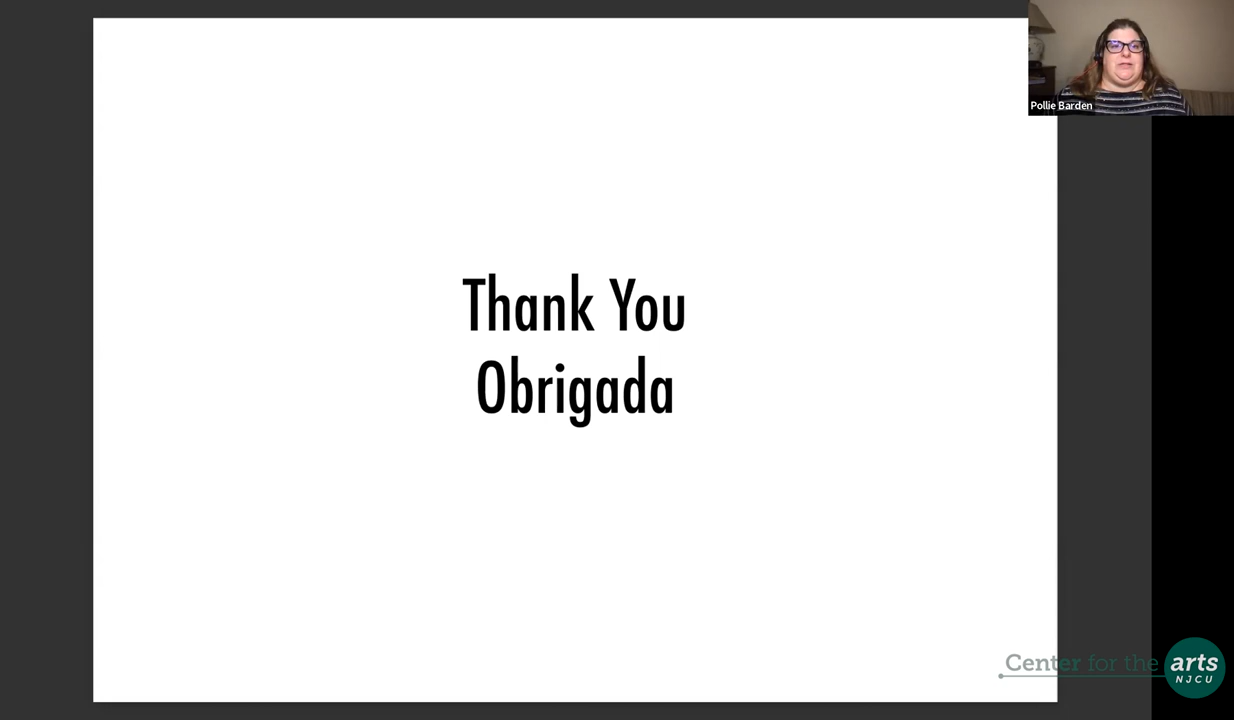 Pollie Barden
Thank You
Obrigada
Center for the arts
NJCU